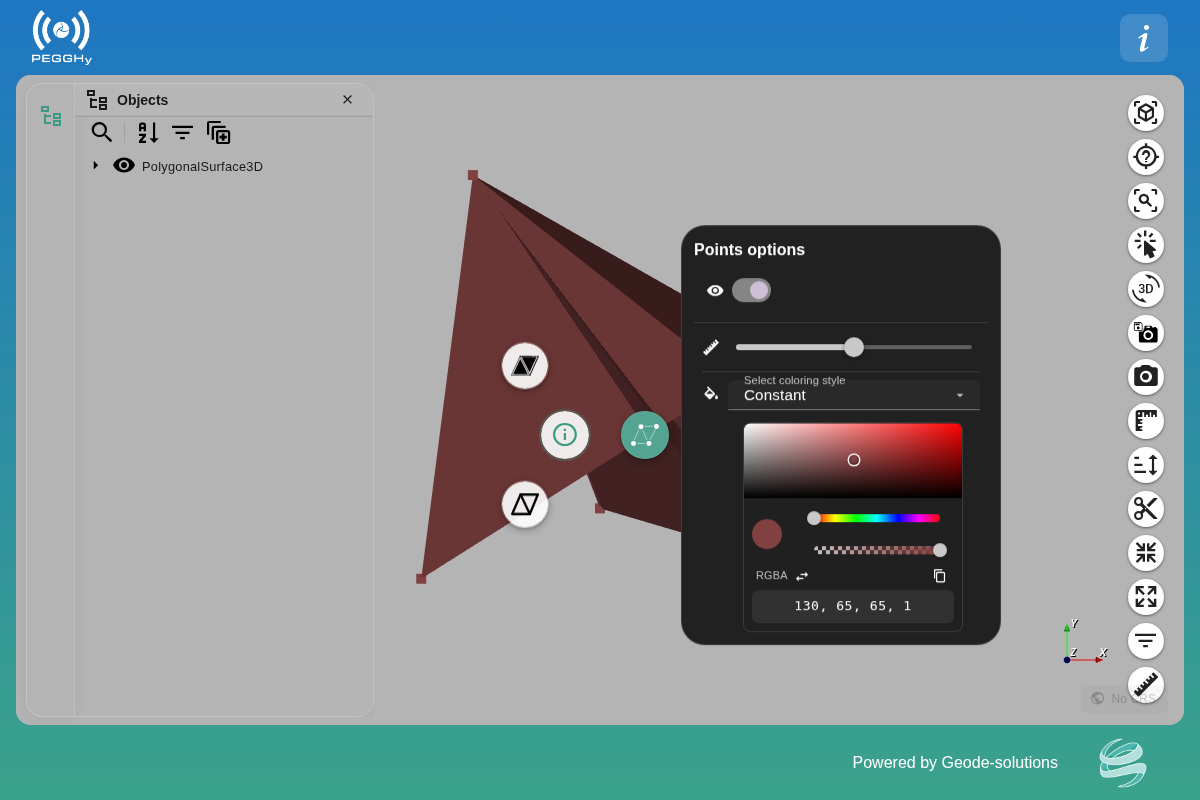 PEGGHy
i
Objects
A
Z
PolygonalSurface3D
Points options
Select coloring style
Constant
RGBA
130, 65, 65, 1
3D
Y
Z
X
No CRS
Powered by Geode-solutions